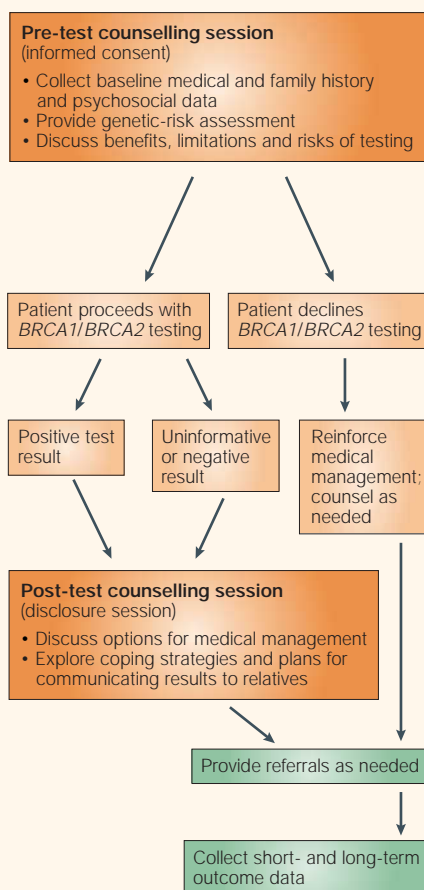 Pre-test counselling session
(informed consent)
• Collect baseline medical and family history
and psychosocial data
• Provide genetic-risk assessment
• Discuss benefits, limitations and risks of testing
Patient proceeds with
BRCA1/BRCA2 testing
Patient declines
BRCA1/BRCA2 testing
Positive test
result
Uninformative
or negative
result
Reinforce
medical
management;
counsel as
needed
Post-test counselling session
(disclosure session)
• Discuss options for medical management
• Explore coping strategies and plans for
communicating results to relatives
Provide referrals as needed
Collect short- and long-term
outcome data